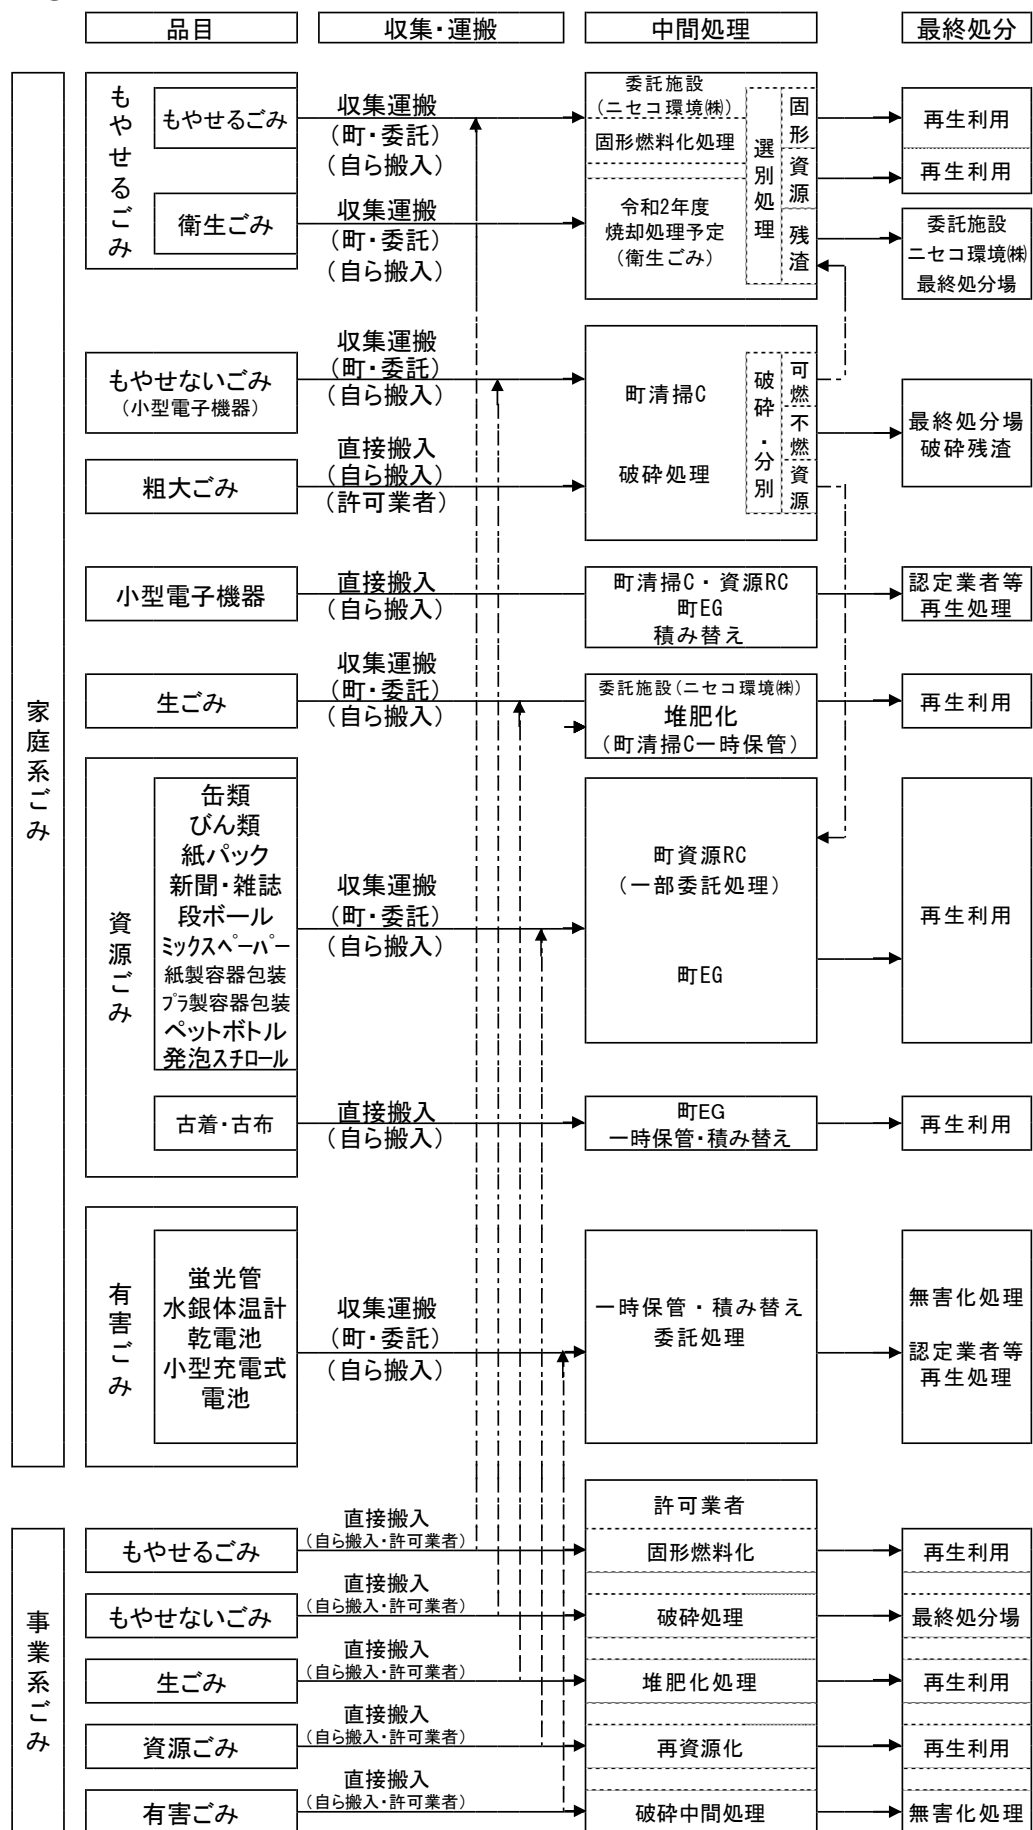 品目
収集・運搬
中間処理
最終処分
家庭系ごみ
もやせるごみ
もやせるごみ
収集運搬
(町・委託)
(自ら搬入)
委託施設
(ニセコ環境㈱)
固形燃料化処理
選別処理
固形
資源
残渣
再生利用
再生利用
衛生ごみ
収集運搬
(町・委託)
(自ら搬入)
令和2年度
焼却処理予定
(衛生ごみ)
委託施設
ニセコ環境㈱
最終処分場
もやせないごみ
(小型電子機器)
収集運搬
(町・委託)
(自ら搬入)
町清掃C
破砕処理
破砕・分別
可燃
不燃
資源
最終処分場
破砕残渣
粗大ごみ
直接搬入
(自ら搬入)
(許可業者)
小型電子機器
直接搬入
(自ら搬入)
町清掃C・資源RC
町EG
積み替え
認定業者等
再生処理
生ごみ
収集運搬
(町・委託)
(自ら搬入)
委託施設(ニセコ環境㈱)
堆肥化
(町清掃C一時保管)
再生利用
資源ごみ
缶類
びん類
紙パック
新聞・雑誌
段ボール
ミックスペーパー
紙製容器包装
プラ製容器包装
ペットボトル
発泡スチロール
収集運搬
(町・委託)
(自ら搬入)
町資源RC
(一部委託処理)
町EG
再生利用
古着・古布
直接搬入
(自ら搬入)
町EG
一時保管・積み替え
再生利用
有害ごみ
蛍光管
水銀体温計
乾電池
小型充電式
電池
収集運搬
(町・委託)
(自ら搬入)
一時保管・積み替え
委託処理
無害化処理
認定業者等
再生処理
事業系ごみ
許可業者
もやせるごみ
直接搬入
(自ら搬入・許可業者)
固形燃料化
再生利用
もやせないごみ
直接搬入
(自ら搬入・許可業者)
破砕処理
最終処分場
生ごみ
直接搬入
(自ら搬入・許可業者)
堆肥化処理
再生利用
資源ごみ
直接搬入
(自ら搬入・許可業者)
再資源化
再生利用
有害ごみ
直接搬入
(自ら搬入・許可業者)
破砕中間処理
無害化処理